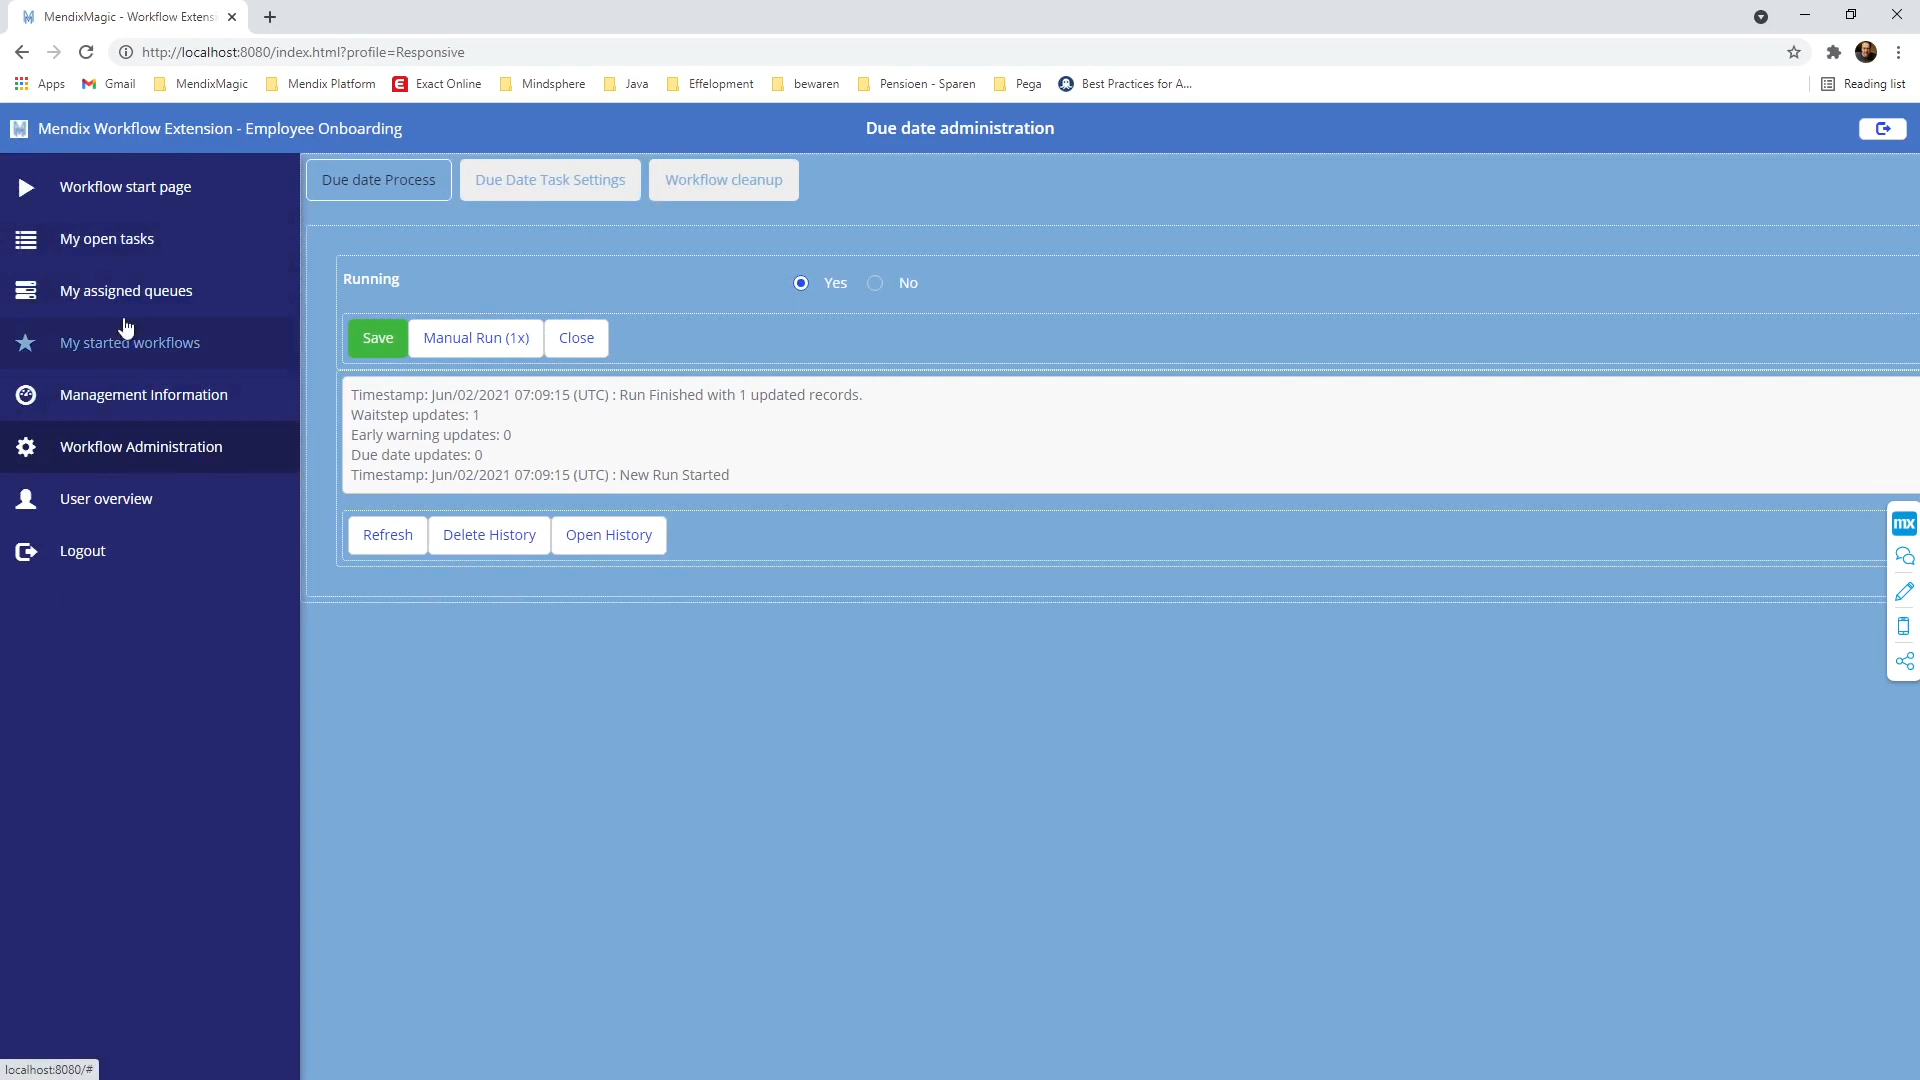 MendixMagic - Workflow Extens
http://localhost:8080/index.html?profile=Responsive
Apps Gmail MendixMagic Mendix Platform Exact Online Mindsphere Java Effelopment bewaren Pensioen - Sparen Pega Best Practices for A... Reading list
Mendix Workflow Extension - Employee Onboarding
Due date administration
Workflow start page
My open tasks
My assigned queues
My started workflows
Management Information
Workflow Administration
User overview
Logout
Due date Process Due Date Task Settings Workflow cleanup
Running Yes No
Save Manual Run (1x) Close
Timestamp: Jun/02/2021 07:09:15 (UTC) : Run Finished with 1 updated records.
Waitstep updates: 1
Early warning updates: 0
Due date updates: 0
Timestamp: Jun/02/2021 07:09:15 (UTC) : New Run Started
Refresh Delete History Open History
mx
localhost:8080/#